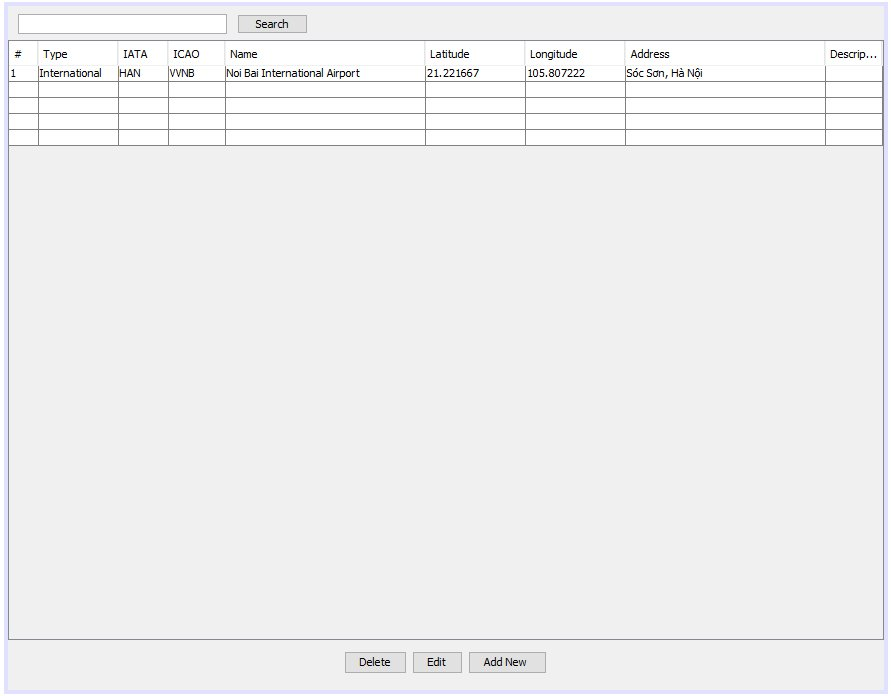 Search
# Type IATA ICAO Name Latitude Longitude Address Descrip...
1 International HAN VVNB Noi Bai International Airport 21.221667 105.807222 Sóc Sơn, Hà Nội
Delete Edit Add New